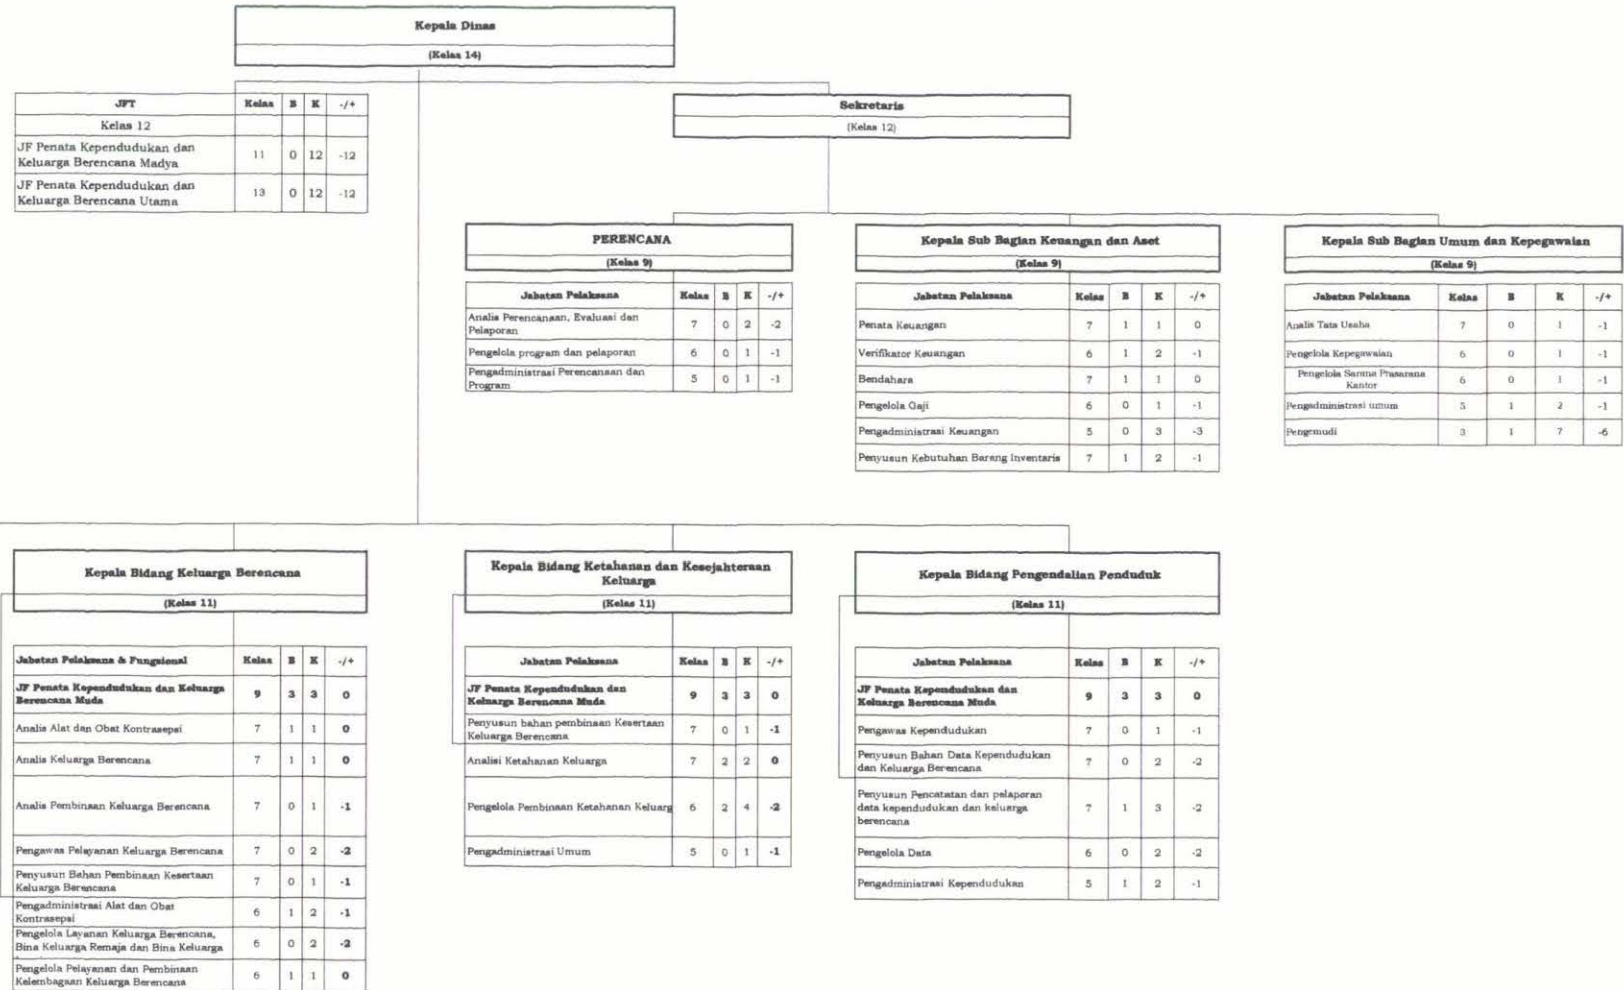 Kepala Dinas
(Kelas 14)
JFT Kelas B K -/+
Kelas 12
JF Penata Kependudukan dan
Keluarga Berencana Madya 11 0 12 -12
JF Penata Kependudukan dan
Keluarga Berencana Utama 13 0 12 -12
Sekretaris
(Kelas 12)
PERENCANA
(Kelas 9)
Jabatan Pelaksana Kelas B K -/+
Analis Perencanaan, Evaluasi dan
Pelaporan 7 0 2 -2
Pengelola program dan pelaporan 6 0 1 -1
Pengadministrasi Perencanaan dan
Program 5 0 1 -1
Kepala Sub Bagian Keuangan dan Aset
(Kelas 9)
Jabatan Pelaksana Kelas B K -/+
Penata Keuangan 7 1 1 0
Verifikator Keuangan 6 1 2 -1
Bendahara 7 1 1 0
Pengelola Gaji 6 0 1 -1
Pengadministrasi Keuangan 5 0 3 -3
Penyusun Kebutuhan Barang Inventaris 7 1 2 -1
Kepala Sub Bagian Umum dan Kepegawaian
(Kelas 9)
Jabatan Pelaksana Kelas B K -/+
Analis Tata Usaha 7 0 1 -1
Pengelola Kepegawaian 6 0 1 -1
Pengelola Sarana Prasarana
Kantor 6 0 1 -1
Pengadministrasi umum 5 1 2 -1
Pengemudi 3 1 7 -6
Kepala Bidang Keluarga Berencana
(Kelas 11)
Jabatan Pelaksana & Fungsional Kelas B K -/+
JF Penata Kependudukan dan Keluarga
Berencana Muda 9 3 3 0
Analis Alat dan Obat Kontrasepsi 7 1 1 0
Analis Keluarga Berencana 7 1 1 0
Analis Pembinaan Keluarga Berencana 7 0 1 -1
Pengawas Pelayanan Keluarga Berencana 7 0 2 -2
Penyusun Bahan Pembinaan Kesertaan
Keluarga Berencana 7 0 1 -1
Pengadministrasi Alat dan Obat
Kontrasepsi 6 1 2 -1
Pengelola Layanan Keluarga Berencana,
Bina Keluarga Remaja dan Bina Keluarga 6 0 2 -2
Pengelola Pelayanan dan Pembinaan
Kelembagaan Keluarga Berencana 6 1 1 0
Kepala Bidang Ketahanan dan Kesejahteraan
Keluarga
(Kelas 11)
Jabatan Pelaksana Kelas B K -/+
JF Penata Kependudukan dan
Keluarga Berencana Muda 9 3 3 0
Penyusun bahan pembinaan Kesertaan
Keluarga Berencana 7 0 1 -1
Analisi Ketahanan Keluarga 7 2 2 0
Pengelola Pembinaan Ketahanan Keluarg 6 2 4 -2
Pengadministrasi Umum 5 0 1 -1
Kepala Bidang Pengendalian Penduduk
(Kelas 11)
Jabatan Pelaksana Kelas B K -/+
JF Penata Kependudukan dan
Keluarga Berencana Muda 9 3 3 0
Pengawas Kependudukan 7 0 1 -1
Penyusun Bahan Data Kependudukan
dan Keluarga Berencana 7 0 2 -2
Penyusun Pencatatan dan pelaporan
data kependudukan dan keluarga
berencana 7 1 3 -2
Pengelola Data 6 0 2 -2
Pengadministrasi Kependudukan 5 1 2 -1